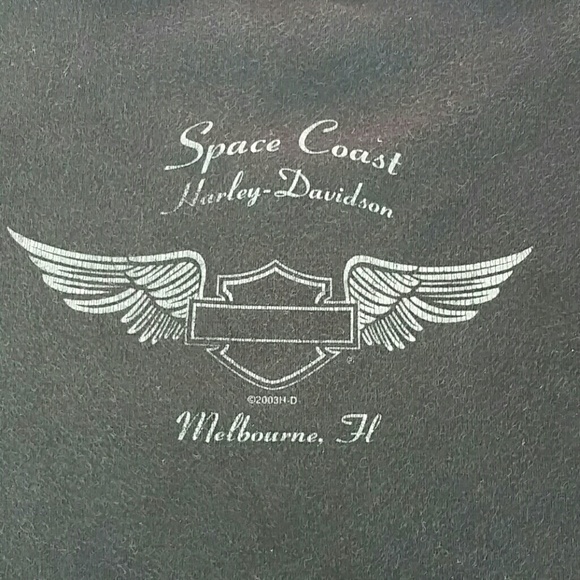 Space Coast
Harley-Davidson
®
©2003H-D
Melbourne, Fl